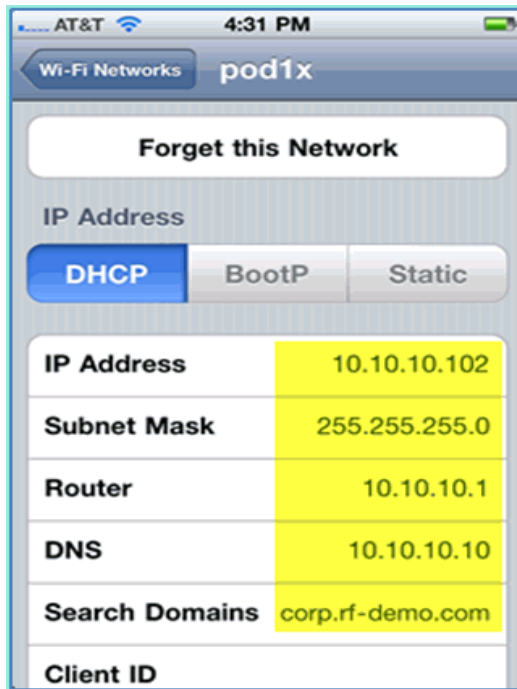 AT&T 4:31 PM
Wi-Fi Networks pod1x
Forget this Network
IP Address
DHCP BootP Static
IP Address 10.10.10.102
Subnet Mask 255.255.255.0
Router 10.10.10.1
DNS 10.10.10.10
Search Domains corp.rf-demo.com
Client ID